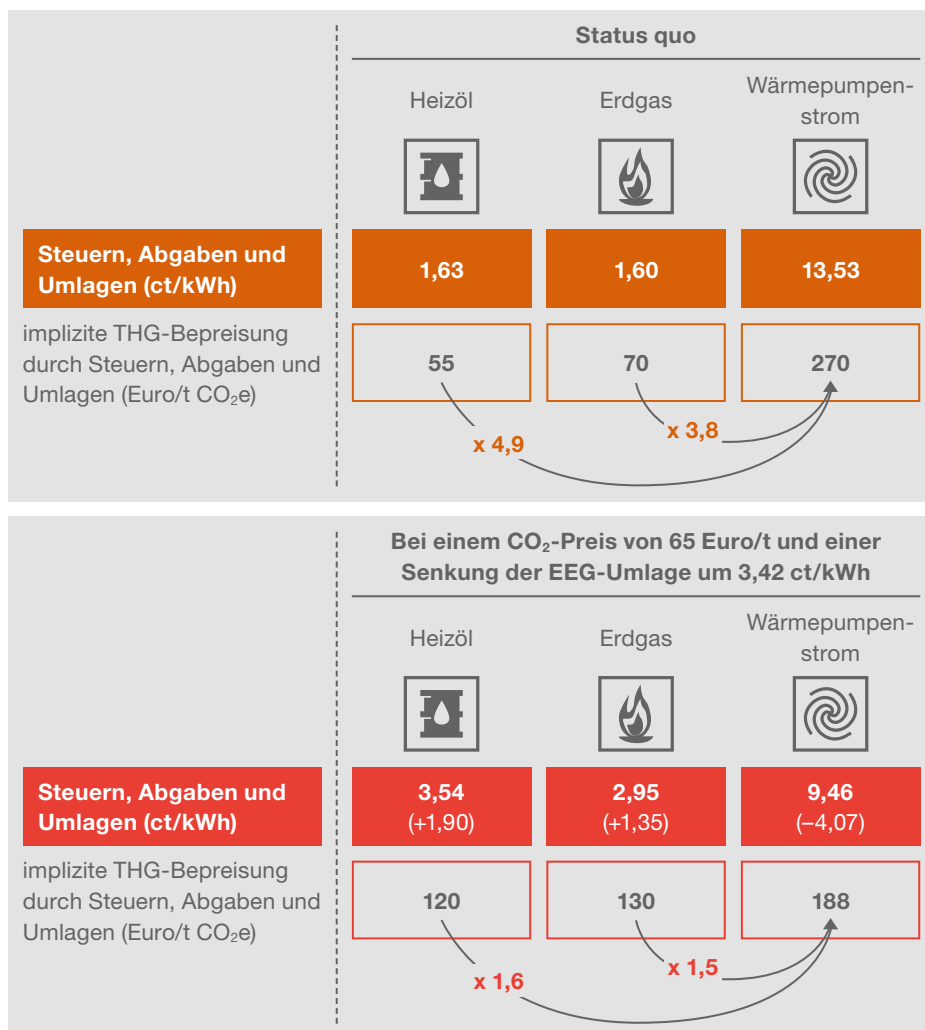 Status quo
Heizöl
Erdgas
Wärmepumpen-
strom
Steuern, Abgaben und
Umlagen (ct/kWh)
1,63
1,60
13,53
implizite THG-Bepreisung
durch Steuern, Abgaben und
Umlagen (Euro/t CO₂e)
55
70
270
x 4,9
x 3,8
Bei einem CO₂-Preis von 65 Euro/t und einer
Senkung der EEG-Umlage um 3,42 ct/kWh
Heizöl
Erdgas
Wärmepumpen-
strom
Steuern, Abgaben und
Umlagen (ct/kWh)
3,54
(+1,90)
2,95
(+1,35)
9,46
(–4,07)
implizite THG-Bepreisung
durch Steuern, Abgaben und
Umlagen (Euro/t CO₂e)
120
130
188
x 1,6
x 1,5